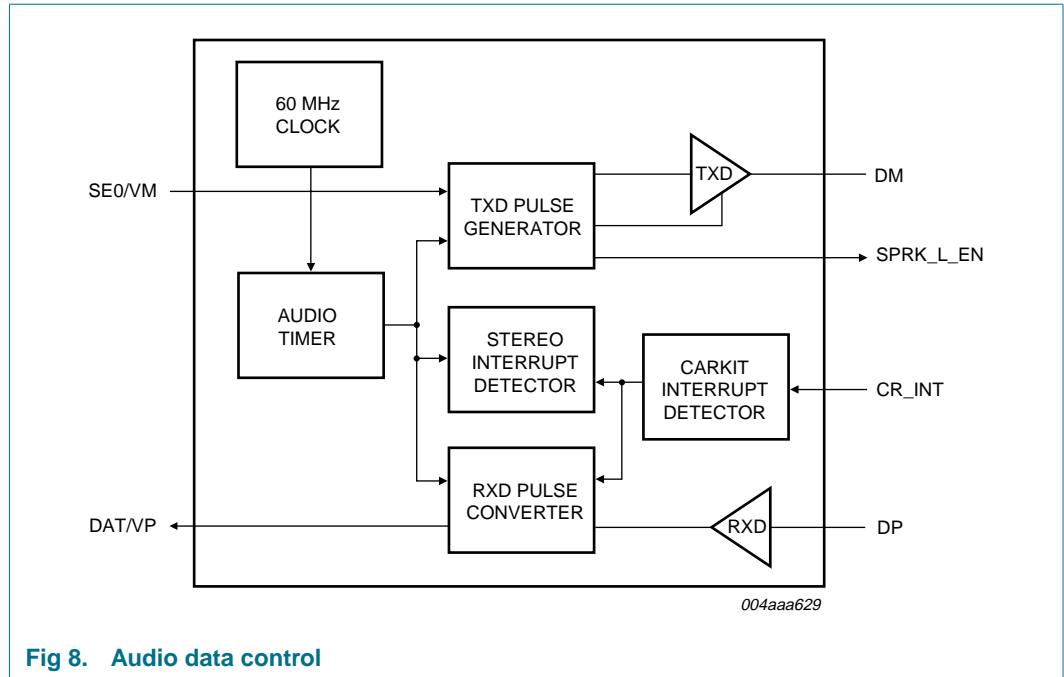 60 MHz
CLOCK
SE0/VM
TXD PULSE
GENERATOR
TXD
DM
SPRK_L_EN
AUDIO
TIMER
STEREO
INTERRUPT
DETECTOR
CARKIT
INTERRUPT
DETECTOR
CR_INT
RXD PULSE
CONVERTER
DAT/VP
RXD
DP
004aaa629
Fig 8. Audio data control